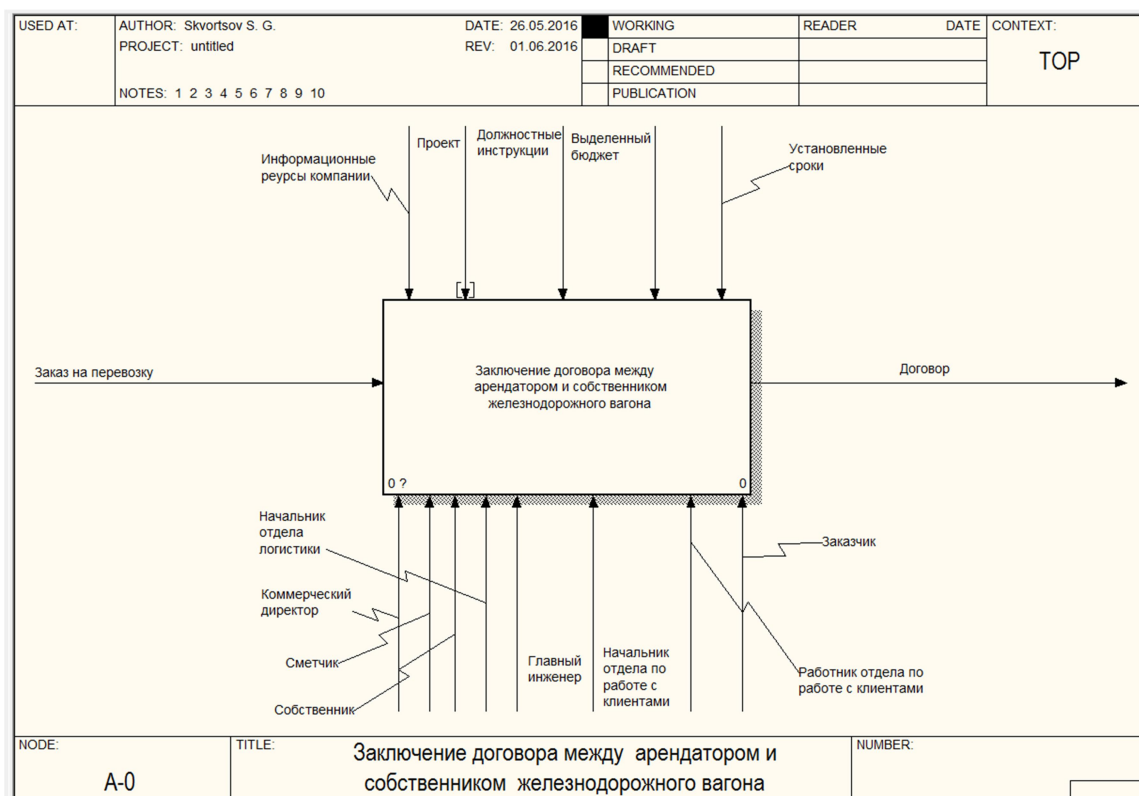 USED AT:
AUTHOR: Skvortsov S. G.
DATE: 26.05.2016
WORKING
READER
DATE
CONTEXT:
PROJECT: untitled
REV: 01.06.2016
DRAFT
TOP
RECOMMENDED
NOTES: 1 2 3 4 5 6 7 8 9 10
PUBLICATION
Информационные
реурсы компании
Проект
Должностные
инструкции
Выделенный
бюджет
Установленные
сроки
Заказ на перевозку
Заключение договора между
арендатором и собственником
железнодорожного вагона
0 ?
0
Договор
Начальник
отдела
логистики
Коммерческий
директор
Сметчик
Собственник
Главный
инженер
Начальник
отдела по
работе с
клиентами
Заказчик
Работник отдела по
работе с клиентами
NODE:
A-0
TITLE:
Заключение договора между арендатором и
собственником железнодорожного вагона
NUMBER: